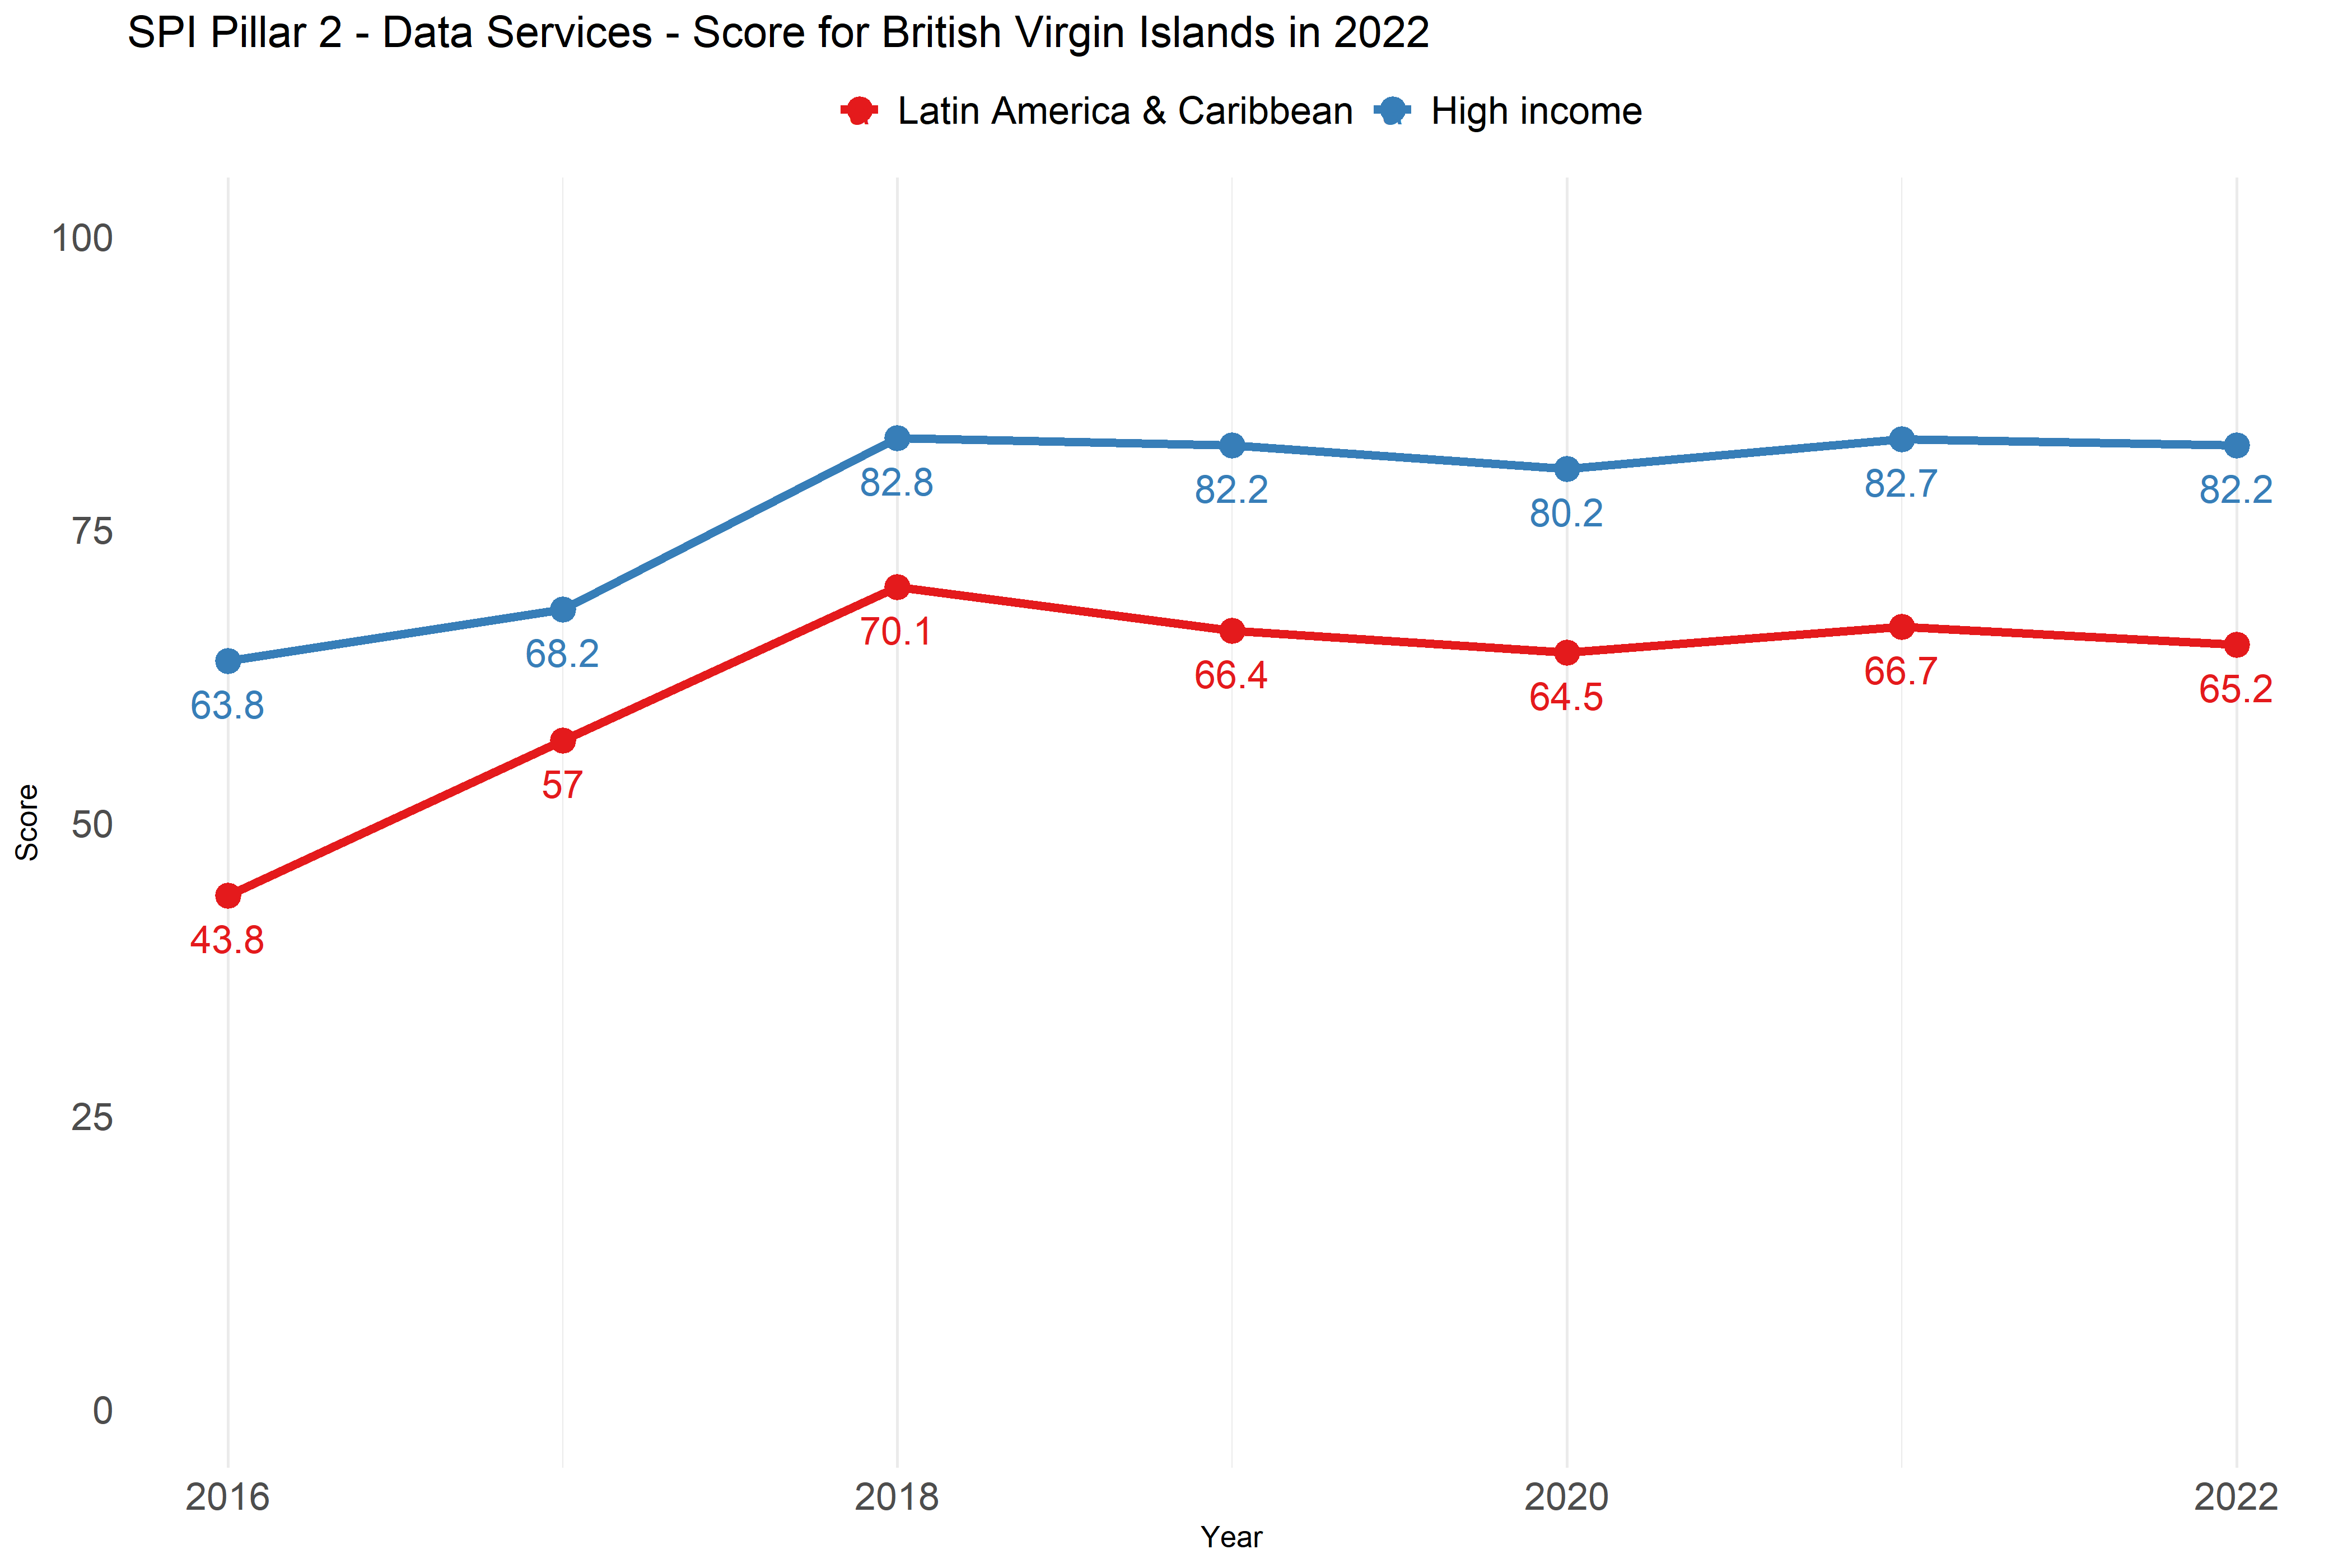 SPI Pillar 2 - Data Services - Score for British Virgin Islands in 2022
Latin America & Caribbean High income
100
75
50
25
0
Score
63.8 68.2 82.8 82.2 80.2 82.7 82.2
43.8 57 70.1 66.4 64.5 66.7 65.2
2016 2018 2020 2022
Year